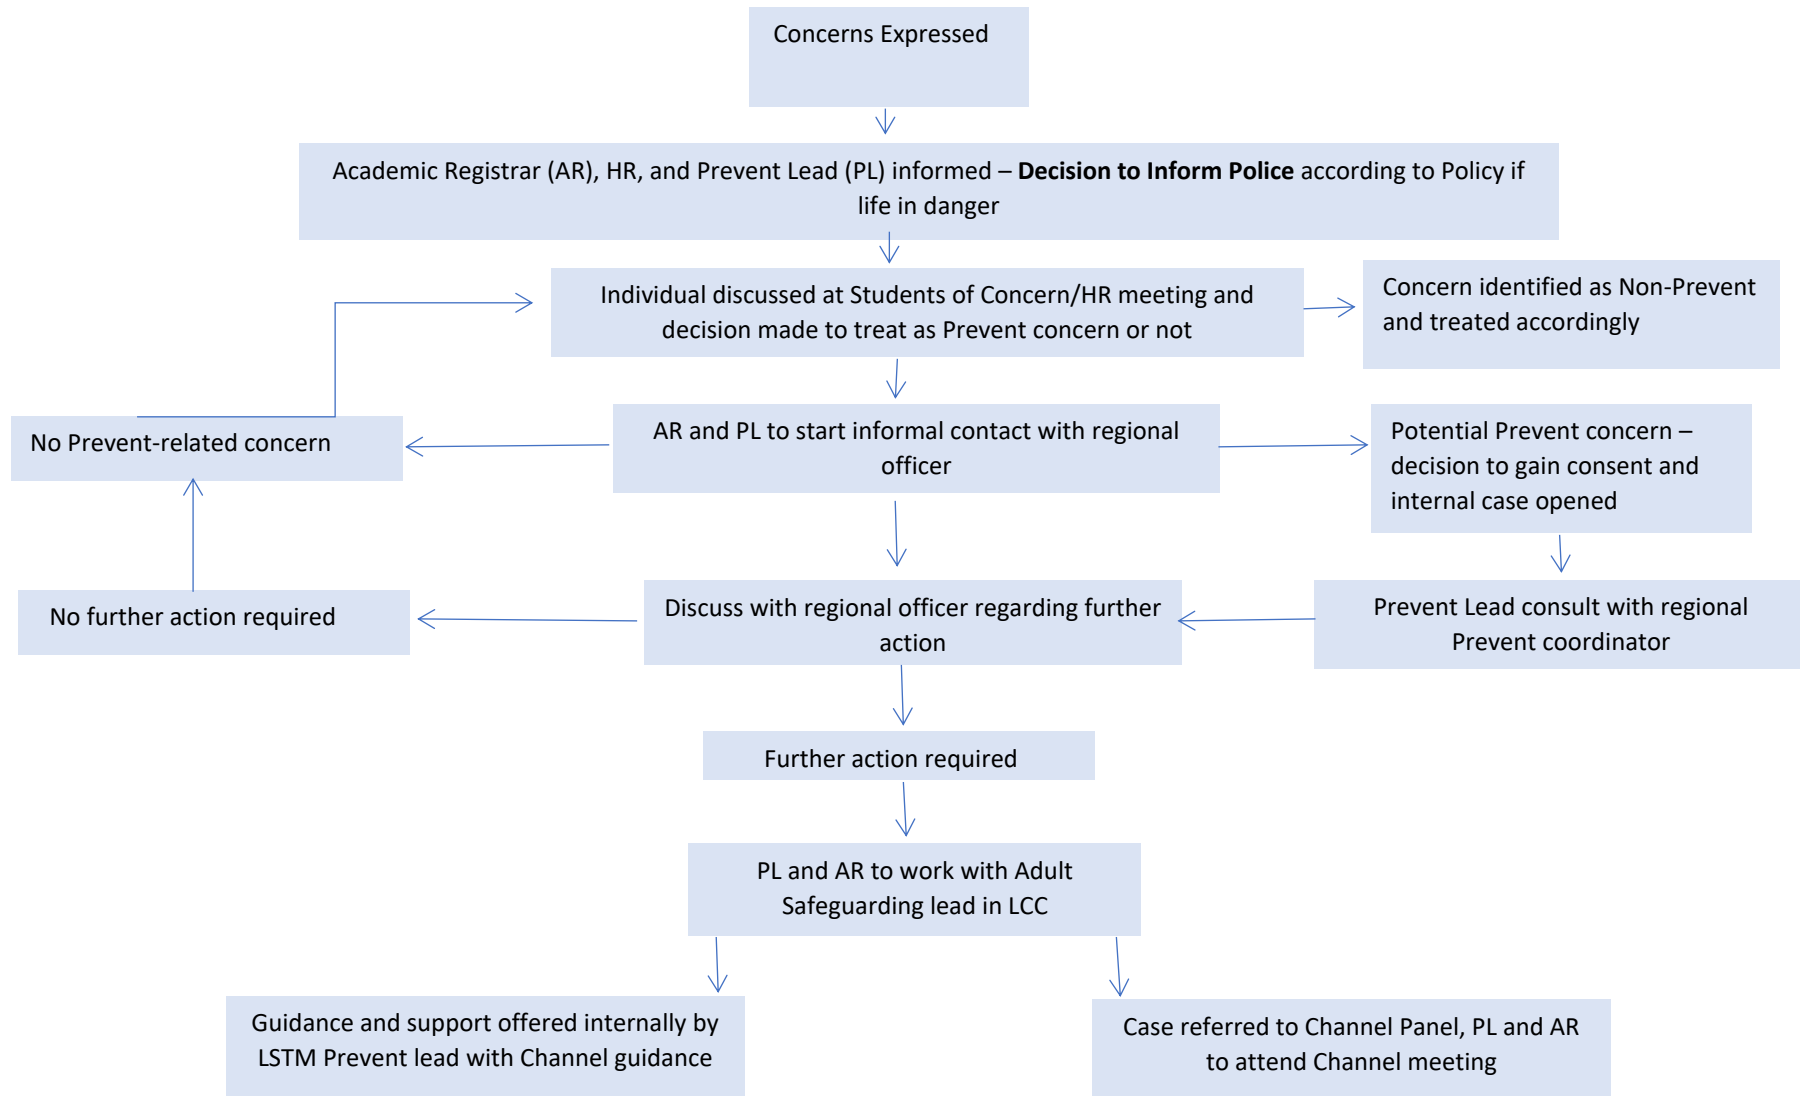 Concerns Expressed
Academic Registrar (AR), HR, and Prevent Lead (PL) informed – Decision to Inform Police according to Policy if
life in danger
Individual discussed at Students of Concern/HR meeting and
decision made to treat as Prevent concern or not
Concern identified as Non-Prevent
and treated accordingly
No Prevent-related concern
AR and PL to start informal contact with regional
officer
Potential Prevent concern –
decision to gain consent and
internal case opened
No further action required
Discuss with regional officer regarding further
action
Prevent Lead consult with regional
Prevent coordinator
Further action required
PL and AR to work with Adult
Safeguarding lead in LCC
Guidance and support offered internally by
LSTM Prevent lead with Channel guidance
Case referred to Channel Panel, PL and AR
to attend Channel meeting